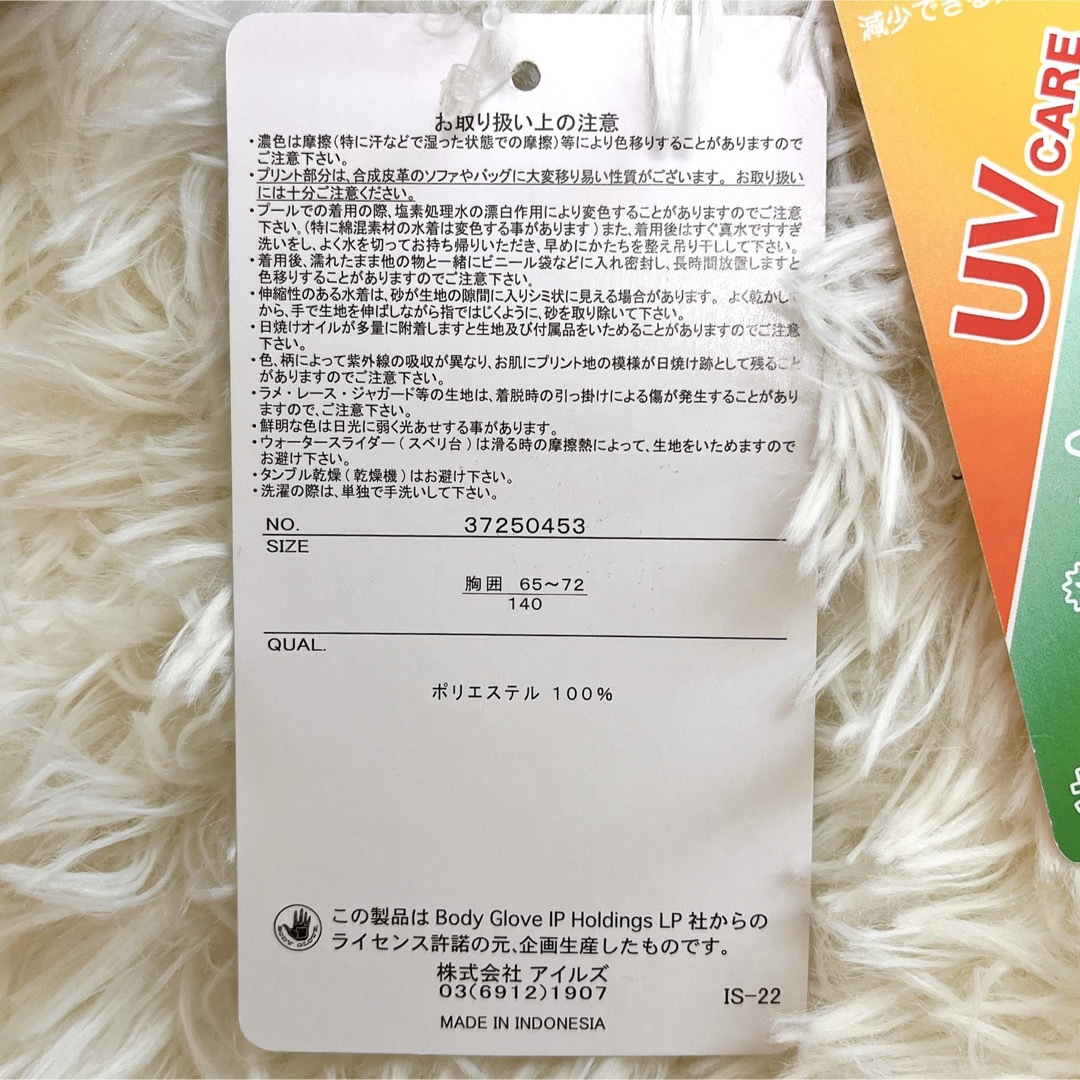 お取り扱い上の注意
・濃色は摩擦(特に汗などで湿った状態での摩擦)等により色移りすることがありますので
ご注意下さい。
・プリント部分は、合成皮革のソファやバッグに大変移り易い性質がございます。お取り扱い
には十分ご注意ください。
・プールでの着用の際、塩素処理水の漂白作用により変色することがありますのでご注意
下さい。(特に綿混素材の水着は変色する事があります)また、着用後はすぐ真水ですすぎ
洗いをし、よく水を切ってお持ち帰りいただき、早めにかたちを整え吊り干しして下さい。
・着用後、濡れたまま他の物と一緒にビニール袋などに入れ密封し、長時間放置しますと
色移りすることがありますのでご注意下さい。
・伸縮性のある水着は、砂が生地の隙間に入りシミ状に見える場合があります。よく乾かして
から、手で生地を伸ばしながら指ではじくように、砂を取り除いて下さい。
・日焼けオイルが多量に附着しますと生地及び付属品をいためることがありますのでご注意
下さい。
・色、柄によって紫外線の吸収が異なり、お肌にプリント地の模様が日焼け跡として残ること
がありますのでご注意下さい。
・ラメ・レース・ジャガード等の生地は、着脱時の引っ掛けによる傷が発生することがあり
ますので、ご注意下さい。
・鮮明な色は日光に弱く光あせする事があります。
・ウォータースライダー(スベリ台)は滑る時の摩擦熱によって、生地をいためますので
お避け下さい。
・タンブル乾燥(乾燥機)はお避け下さい。
・洗濯の際は、単独で手洗いして下さい。
NO. 37250453
SIZE
胸囲 65~72
140
QUAL.
ポリエステル 100%
BODY GLOVE
この製品は Body Glove IP Holdings LP 社からの
ライセンス許諾の元、企画生産したものです。
株式会社 アイルズ
03(6912)1907
IS-22
MADE IN INDONESIA
減少できる
UV CARE